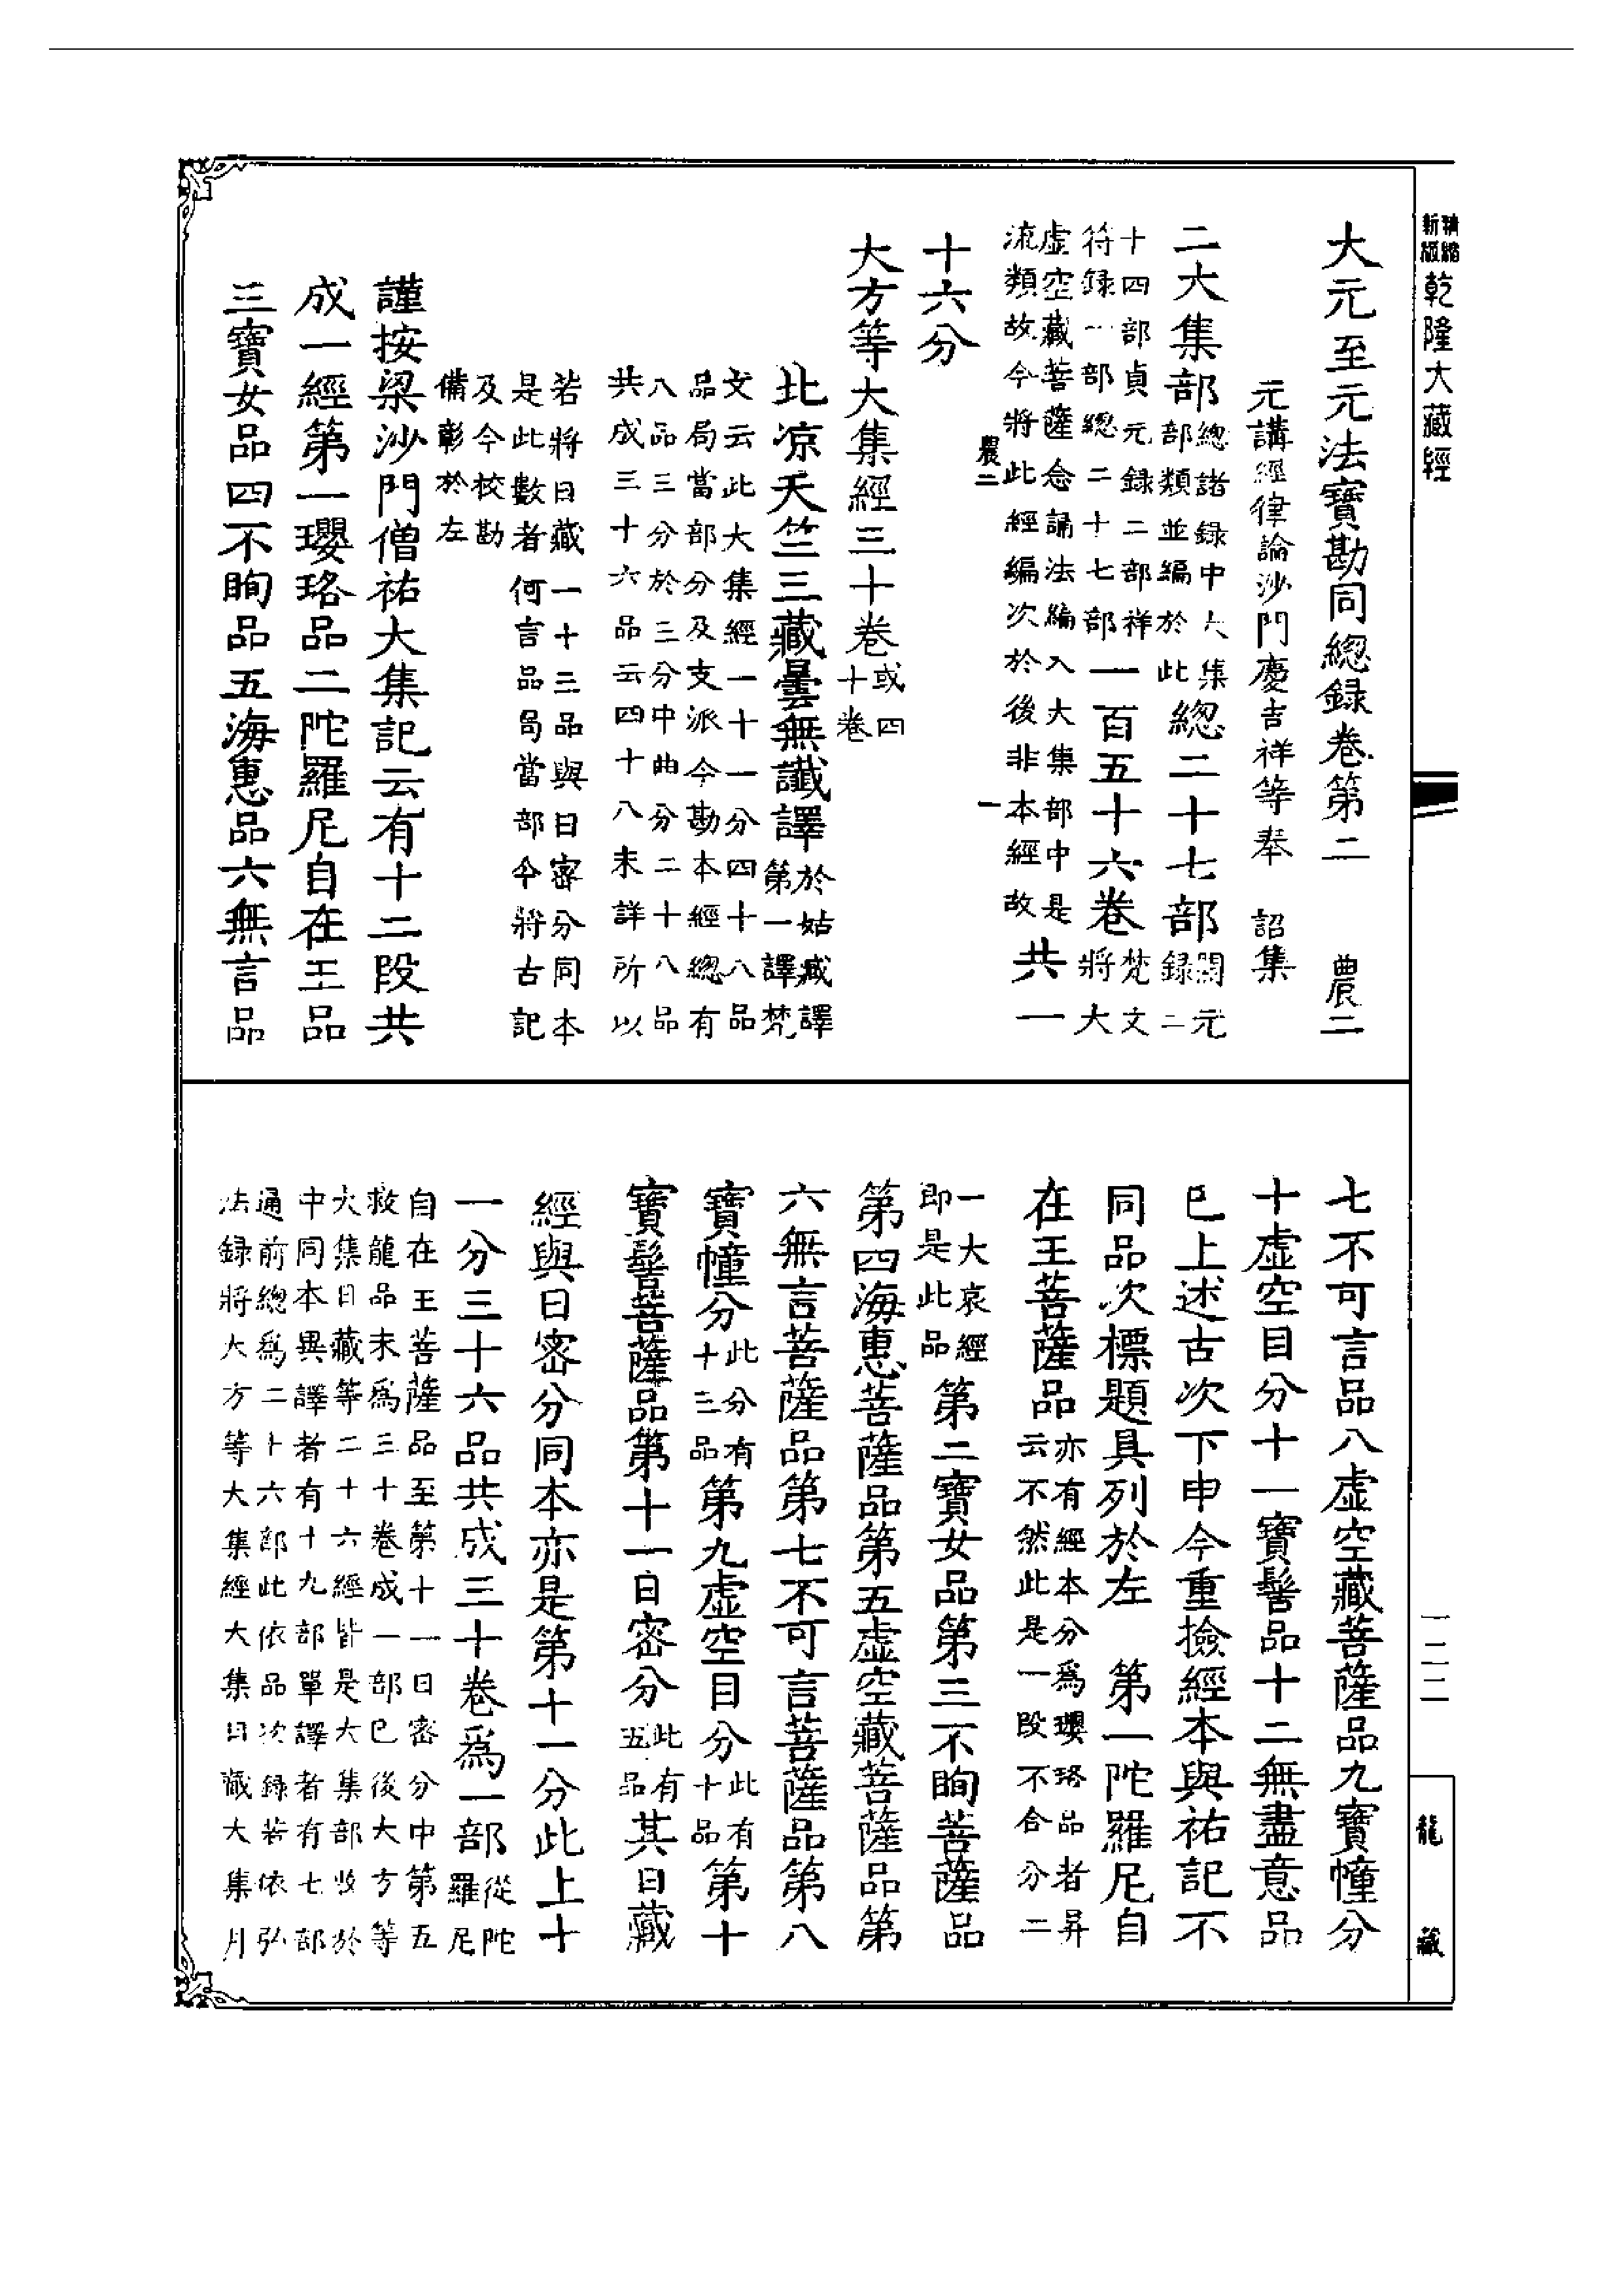 精縮新版乾隆大藏經
大元至元法寶勘同總録卷第二 農二
元講經律論沙門慶吉祥等奉 詔集
二大集部總諸録中大集部類並編於此總二十七部開元録二
十四部貞元録二部祥符録一部總二十七部一百五十六卷梵文將大
虛空藏菩薩念誦法編入大集部中是流類故今將此經編次於後非本經故共一
農二 一
十六分
大方等大集經三十卷或四十卷
北凉天竺三藏曇無讖譯於姑臧譯第一譯梵
文云此大集經一十一分四十八品品局當部分及支派今勘本經總有
八品三分於三分中曲分二十八品共成三十六品云四十八未詳所以
若將日藏一十三品與日密分同本是此數者何言品局當部今將古記
及今校勘備彰於左
謹按梁沙門僧祐大集記云有十二段共
成一經第一瓔珞品二陀羅尼自在王品
三寶女品四不眴品五海惠品六無言品
七不可言品八虛空藏菩薩品九寶幢分
十虛空目分十一寶髻品十二無盡意品
已上述古次下申今重撿經本與祐記不
同品次標題具列於左 第一陀羅尼自
在王菩薩品亦有經本分爲瓔珞品者昇云不然此是一段不合分二
一大哀經即是此品第二寶女品第三不眴菩薩品
第四海惠菩薩品第五虛空藏菩薩品第
六無言菩薩品第七不可言菩薩品第八
寶幢分此分有十三品第九虛空目分此有十品第十
寶髻菩薩品第十一日密分此有五品其日藏
經與日密分同本亦是第十一分此上十
一分三十六品共成三十卷爲一部從陀羅尼
自在王菩薩品至第十一日密分中第五救龍品末爲三十卷成一部已後大方等
大集日藏等二十六經皆是大集部收於中同本異譯者有十九部單譯者有七部
通前總爲二十六部此依品次録若依弘法録將大方等大集經大集日藏大集月
一二二
龍藏